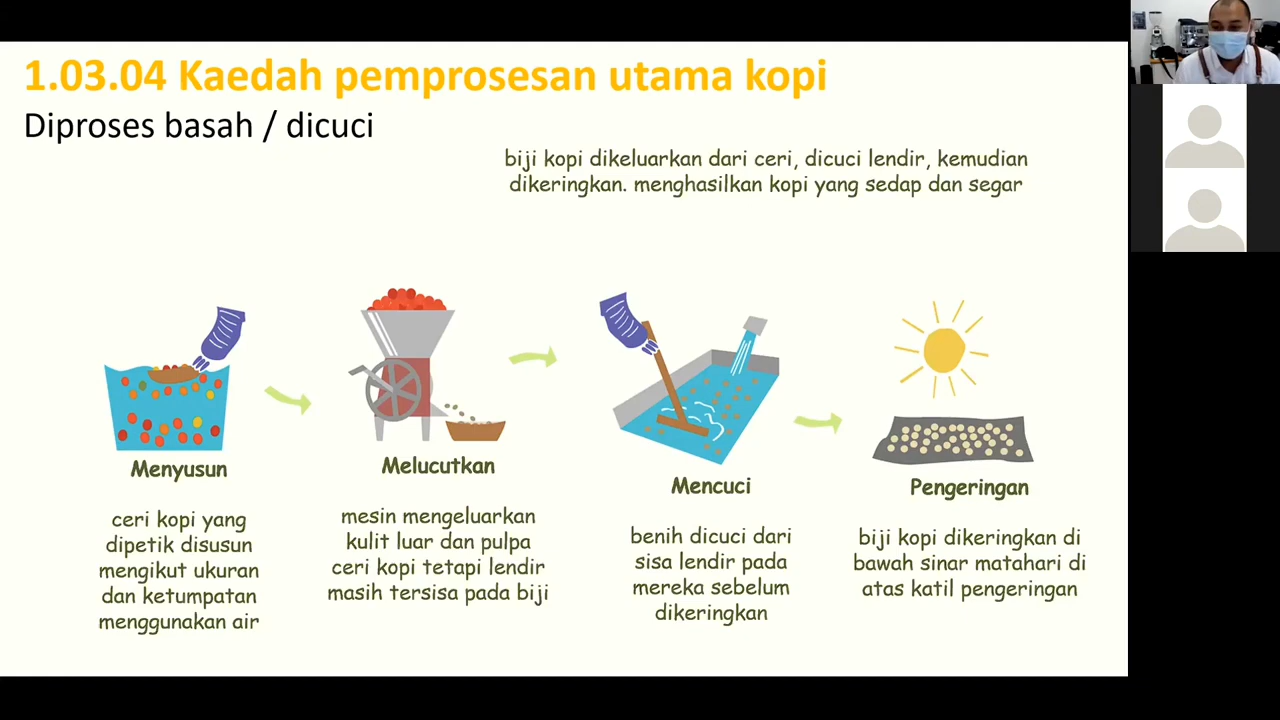 1.03.04 Kaedah pemprosesan utama kopi
Diproses basah / dicuci
biji kopi dikeluarkan dari ceri, dicuci lendir, kemudian
dikeringkan. menghasilkan kopi yang sedap dan segar
Menyusun
ceri kopi yang
dipetik disusun
mengikut ukuran
dan ketumpatan
menggunakan air
Melucutkan
mesin mengeluarkan
kulit luar dan pulpa
ceri kopi tetapi lendir
masih tersisa pada biji
Mencuci
benih dicuci dari
sisa lendir pada
mereka sebelum
dikeringkan
Pengeringan
biji kopi dikeringkan di
bawah sinar matahari di
atas katil pengeringan